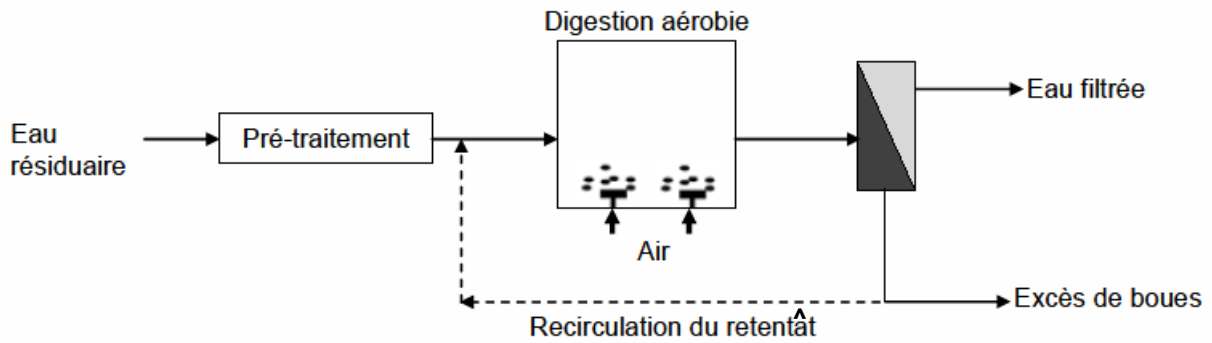 Digestion aérobie
Eau filtrée
Eau
résiduaire
Pré-traitement
Air
Excès de boues
Recirculation du retentât